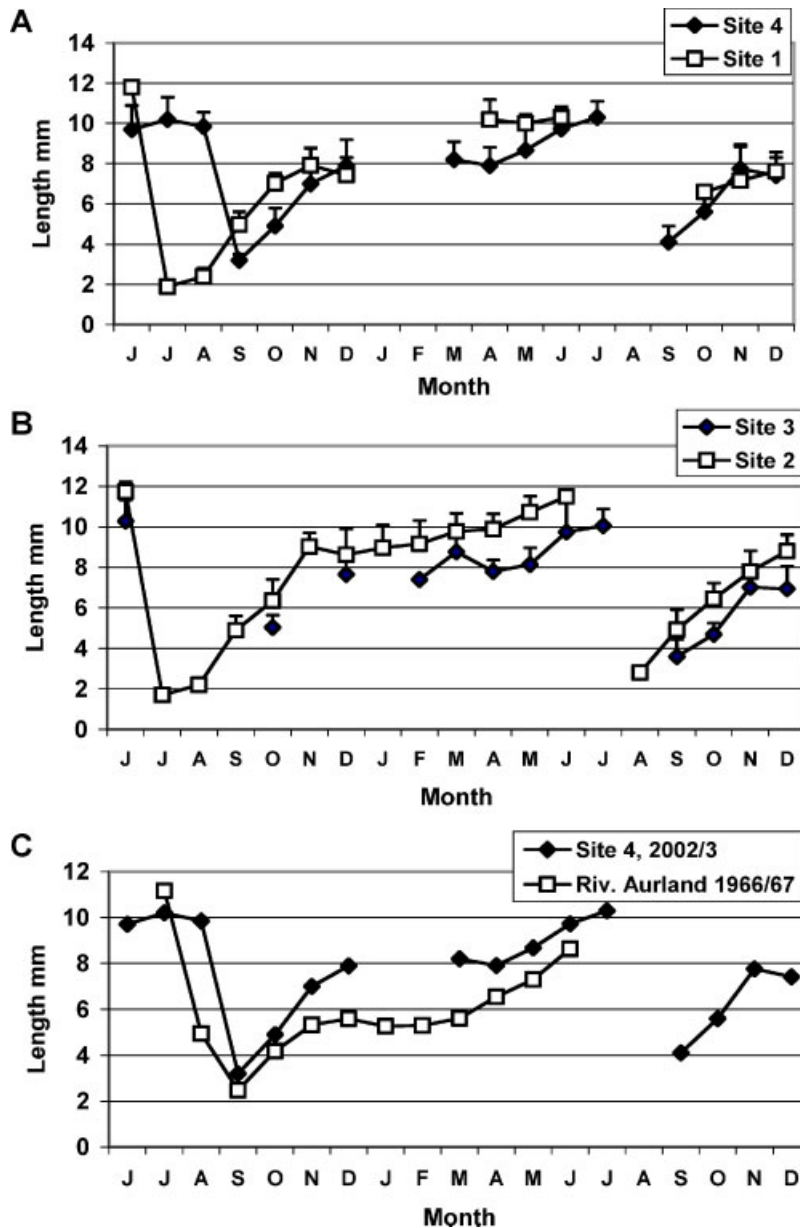 A
Site 4
Site 1
14
12
10
8
6
4
2
0
Length mm
J J A S O N D J F M A M J J A S O N D
Month
B
Site 3
Site 2
14
12
10
8
6
4
2
0
Length mm
J J A S O N D J F M A M J J A S O N D
Month
C
Site 4, 2002/3
Riv. Aurland 1966/67
12
10
8
6
4
2
0
Length mm
J J A S O N D J F M A M J J A S O N D
Month